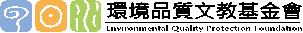 環境品質文教基金會
Environmental Quality Protection Foundation